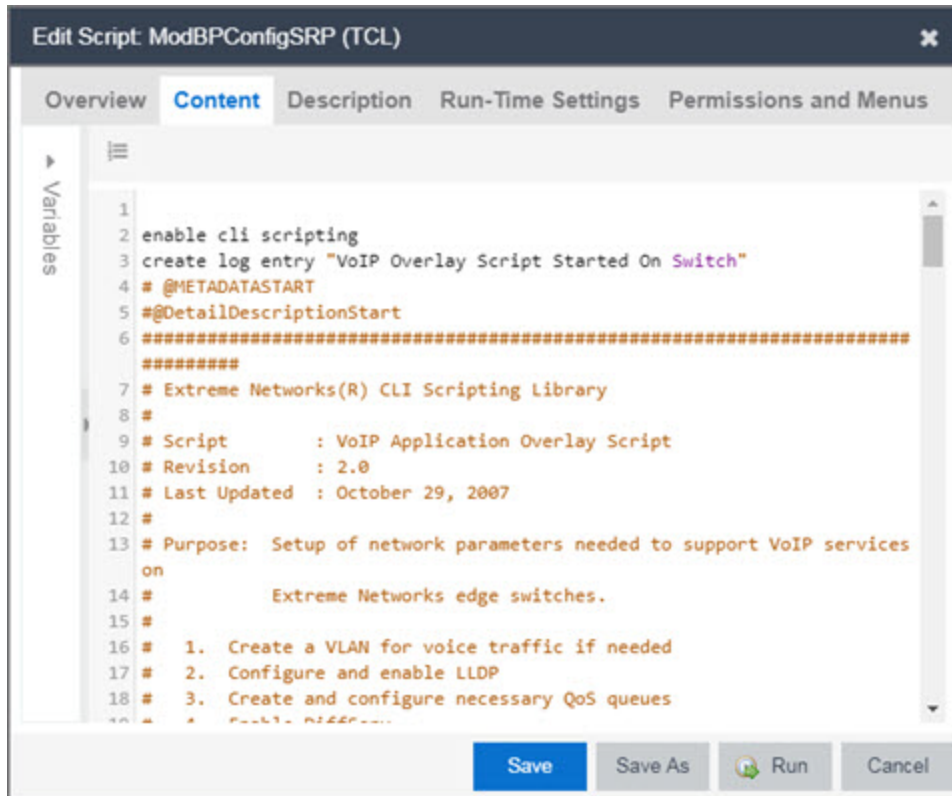 Edit Script: ModBPConfigSRP (TCL)
Overview Content Description Run-Time Settings Permissions and Menus
Variables
1
2 enable cli scripting
3 create log entry "VoIP Overlay Script Started On Switch"
4 # @METADATASTART
5 #@DetailDescriptionStart
6 ########################################################################
#########
7 # Extreme Networks(R) CLI Scripting Library
8 #
9 # Script : VoIP Application Overlay Script
10 # Revision : 2.0
11 # Last Updated : October 29, 2007
12 #
13 # Purpose: Setup of network parameters needed to support VoIP services
on
14 # Extreme Networks edge switches.
15 #
16 # 1. Create a VLAN for voice traffic if needed
17 # 2. Configure and enable LLDP
18 # 3. Create and configure necessary QoS queues
19 # 4. Enable DiffServ
Save Save As Run Cancel